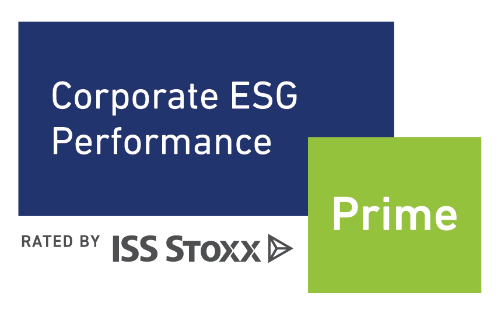 Corporate ESG
Performance
Prime
RATED BY ISS STOXX